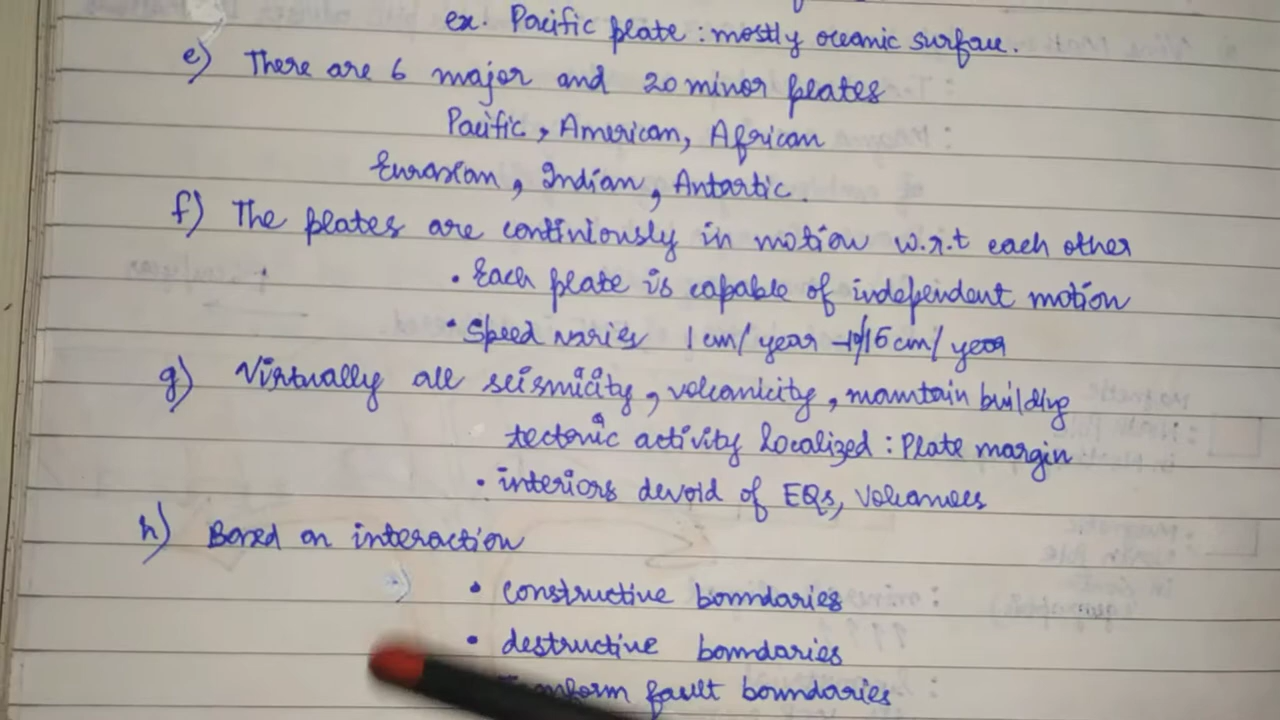 ex. Pacific plate : mostly oceanic surface.
e) There are 6 major and 20 minor plates
Pacific, American, African
Eurasian, Indian, Antartic.
f) The plates are continiously in motion w.r.t each other
• Each plate is capable of independent motion
• Speed varies 1 cm/ year - 15 cm/ year
g) Virtually all seismicity, volcanicity, mamtain building
tectonic activity localized : Plate margin
• interiors devoid of EQs, volcanoes
h) Based on interaction
• constructive boundaries
• destructive boundaries
fault boundaries